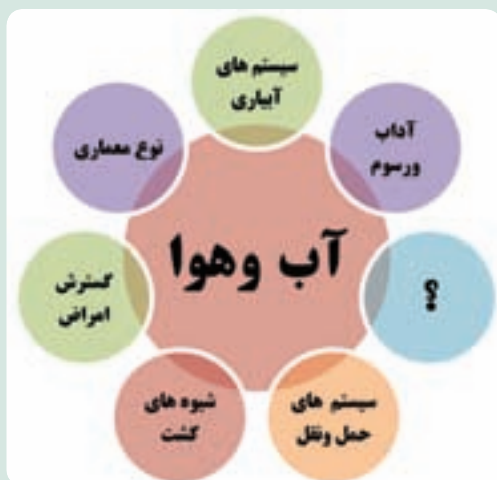 سیستم های
آبیاری
آداب
ورسوم
؟
سیستم های
حمل ونقل
شیوه های
کشت
گسترش
امراض
نوع معماری
آب وهوا